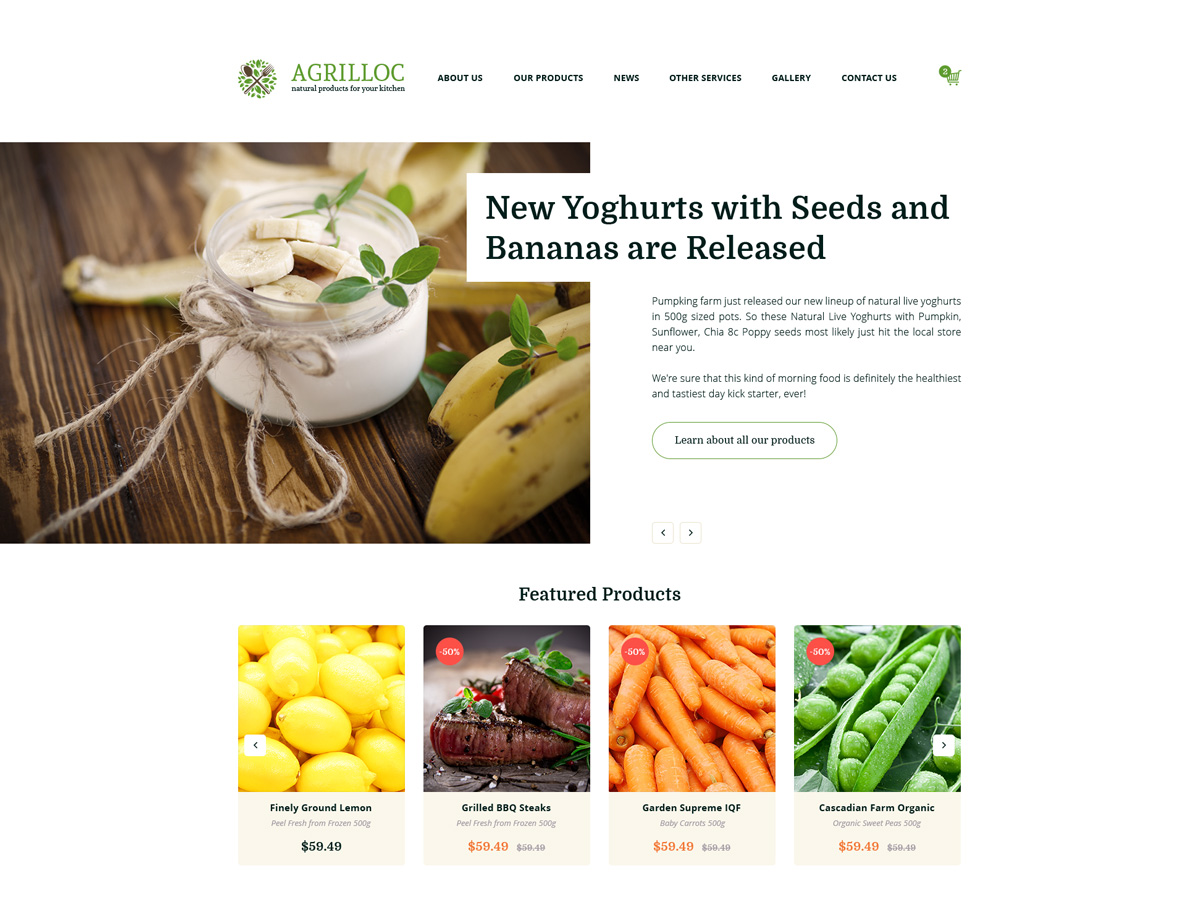 AGRILLOC
natural products for your kitchen
ABOUT US
OUR PRODUCTS
NEWS
OTHER SERVICES
GALLERY
CONTACT US
2
New Yoghurts with Seeds and
Bananas are Released
Pumpking farm just released our new lineup of natural live yoghurts
in 500g sized pots. So these Natural Live Yoghurts with Pumpkin,
Sunflower, Chia 8c Poppy seeds most likely just hit the local store
near you.
We're sure that this kind of morning food is definitely the healthiest
and tastiest day kick starter, ever!
Learn about all our products
Featured Products
Finely Ground Lemon
Peel Fresh from Frozen 500g
$59.49
-50%
Grilled BBQ Steaks
Peel Fresh from Frozen 500g
$59.49 $59.49
-50%
Garden Supreme IQF
Baby Carrots 500g
$59.49 $59.49
-50%
Cascadian Farm Organic
Organic Sweet Peas 500g
$59.49 $59.49